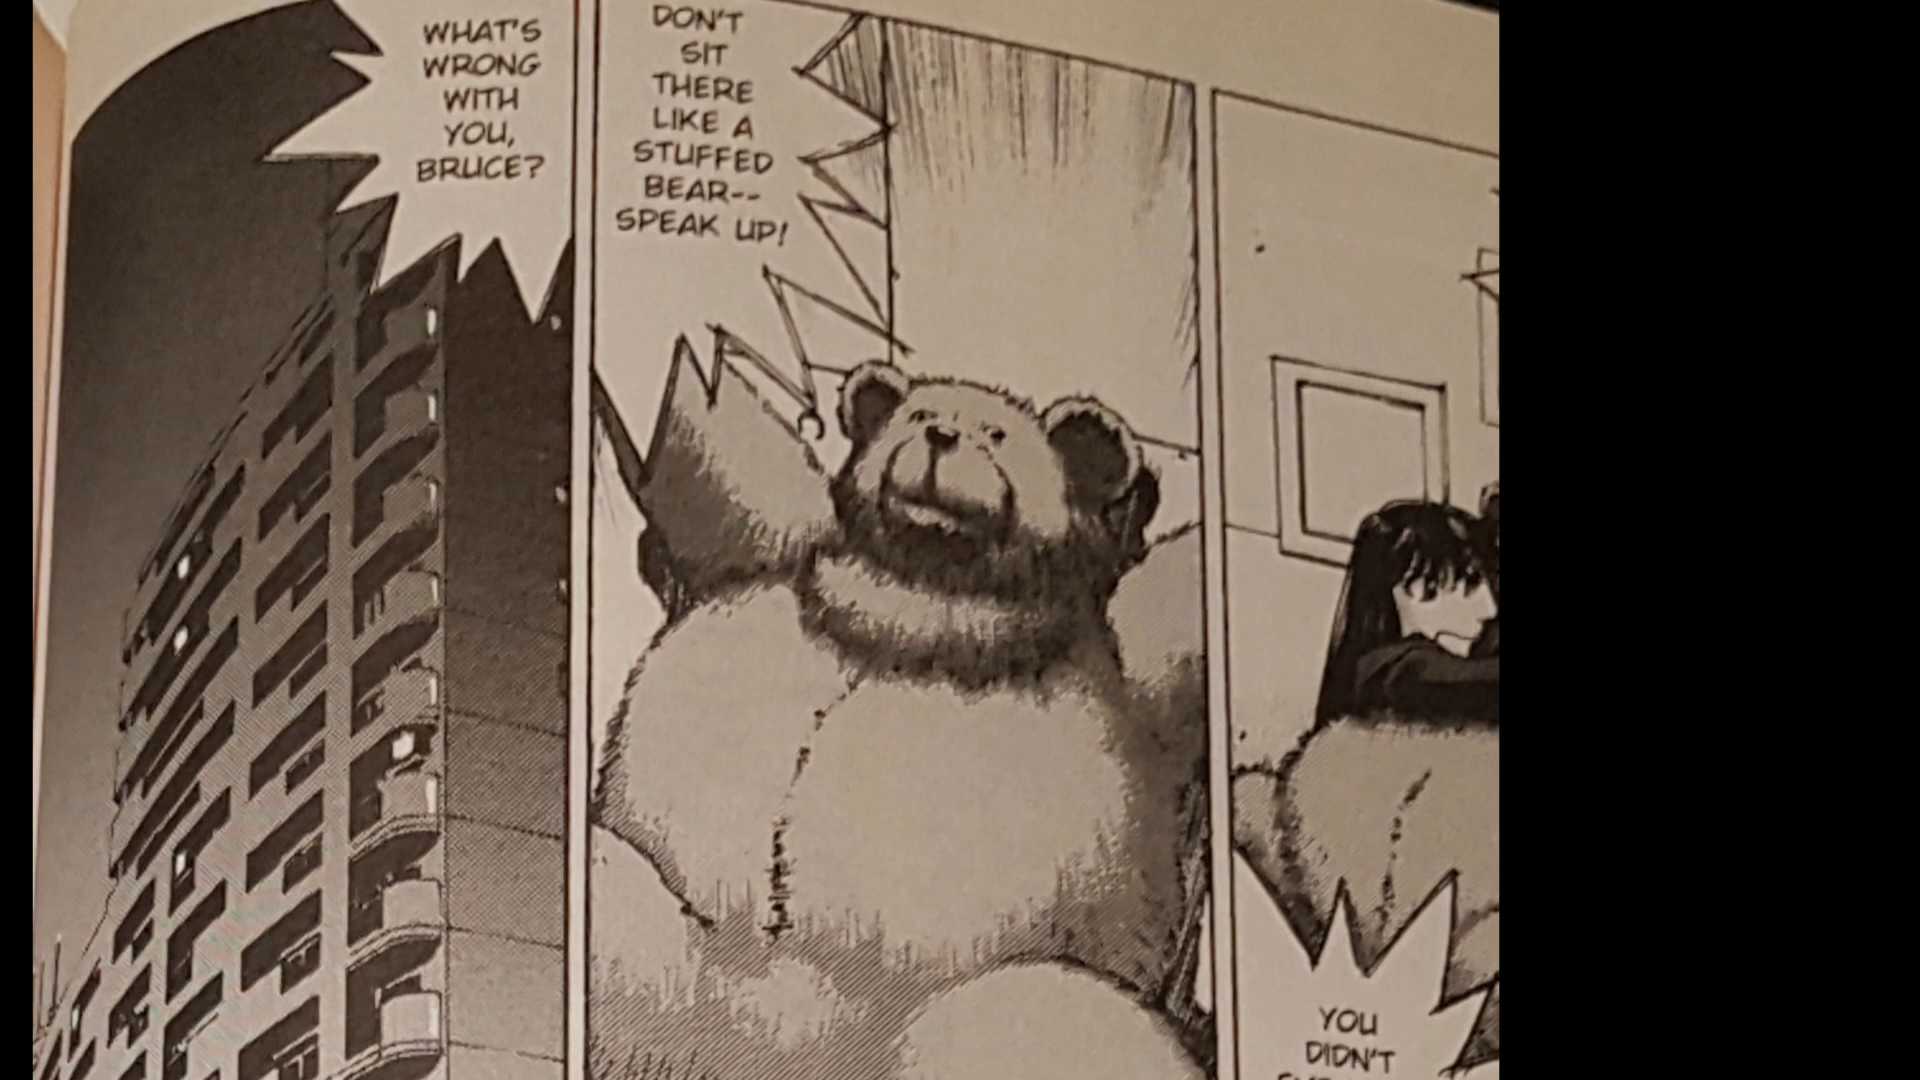 WHAT'S
WRONG
WITH
YOU,
BRUCE?
DON'T
SIT
THERE
LIKE A
STUFFED
BEAR--
SPEAK UP!
YOU
DIDN'T